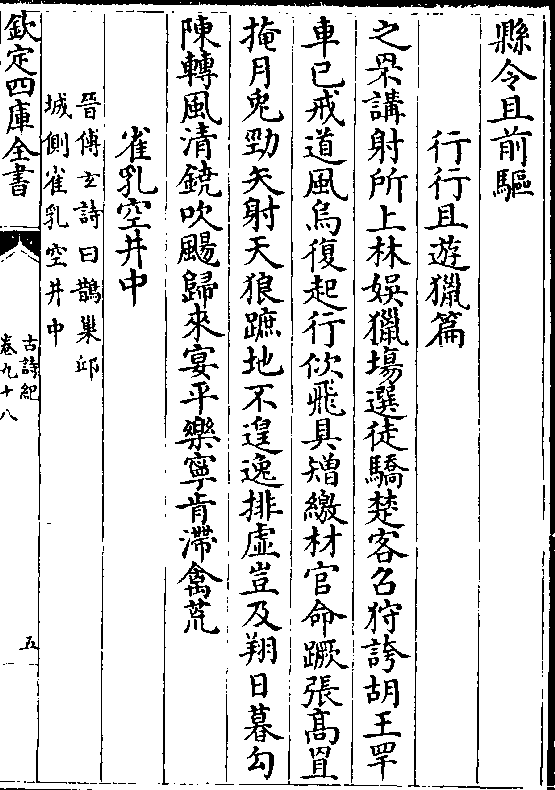 縣令且前驅
行行且遊獵篇
之罘講射所上林娛獵場選徒驕楚客召狩誇胡王罕
車已戒道風烏復起行佽飛具矰繳材官命蹶張高罝
掩月兎勁矢射天狼蹠地不遑逸排虛豈及翔日暮勾
陳轉風清鐃吹颺歸來宴平樂寧肯滯禽荒
雀乳空井中
晉傅玄詩曰鵲巢邱
城側雀乳空井中
欽定四庫全書
古詩紀
卷九十八
五